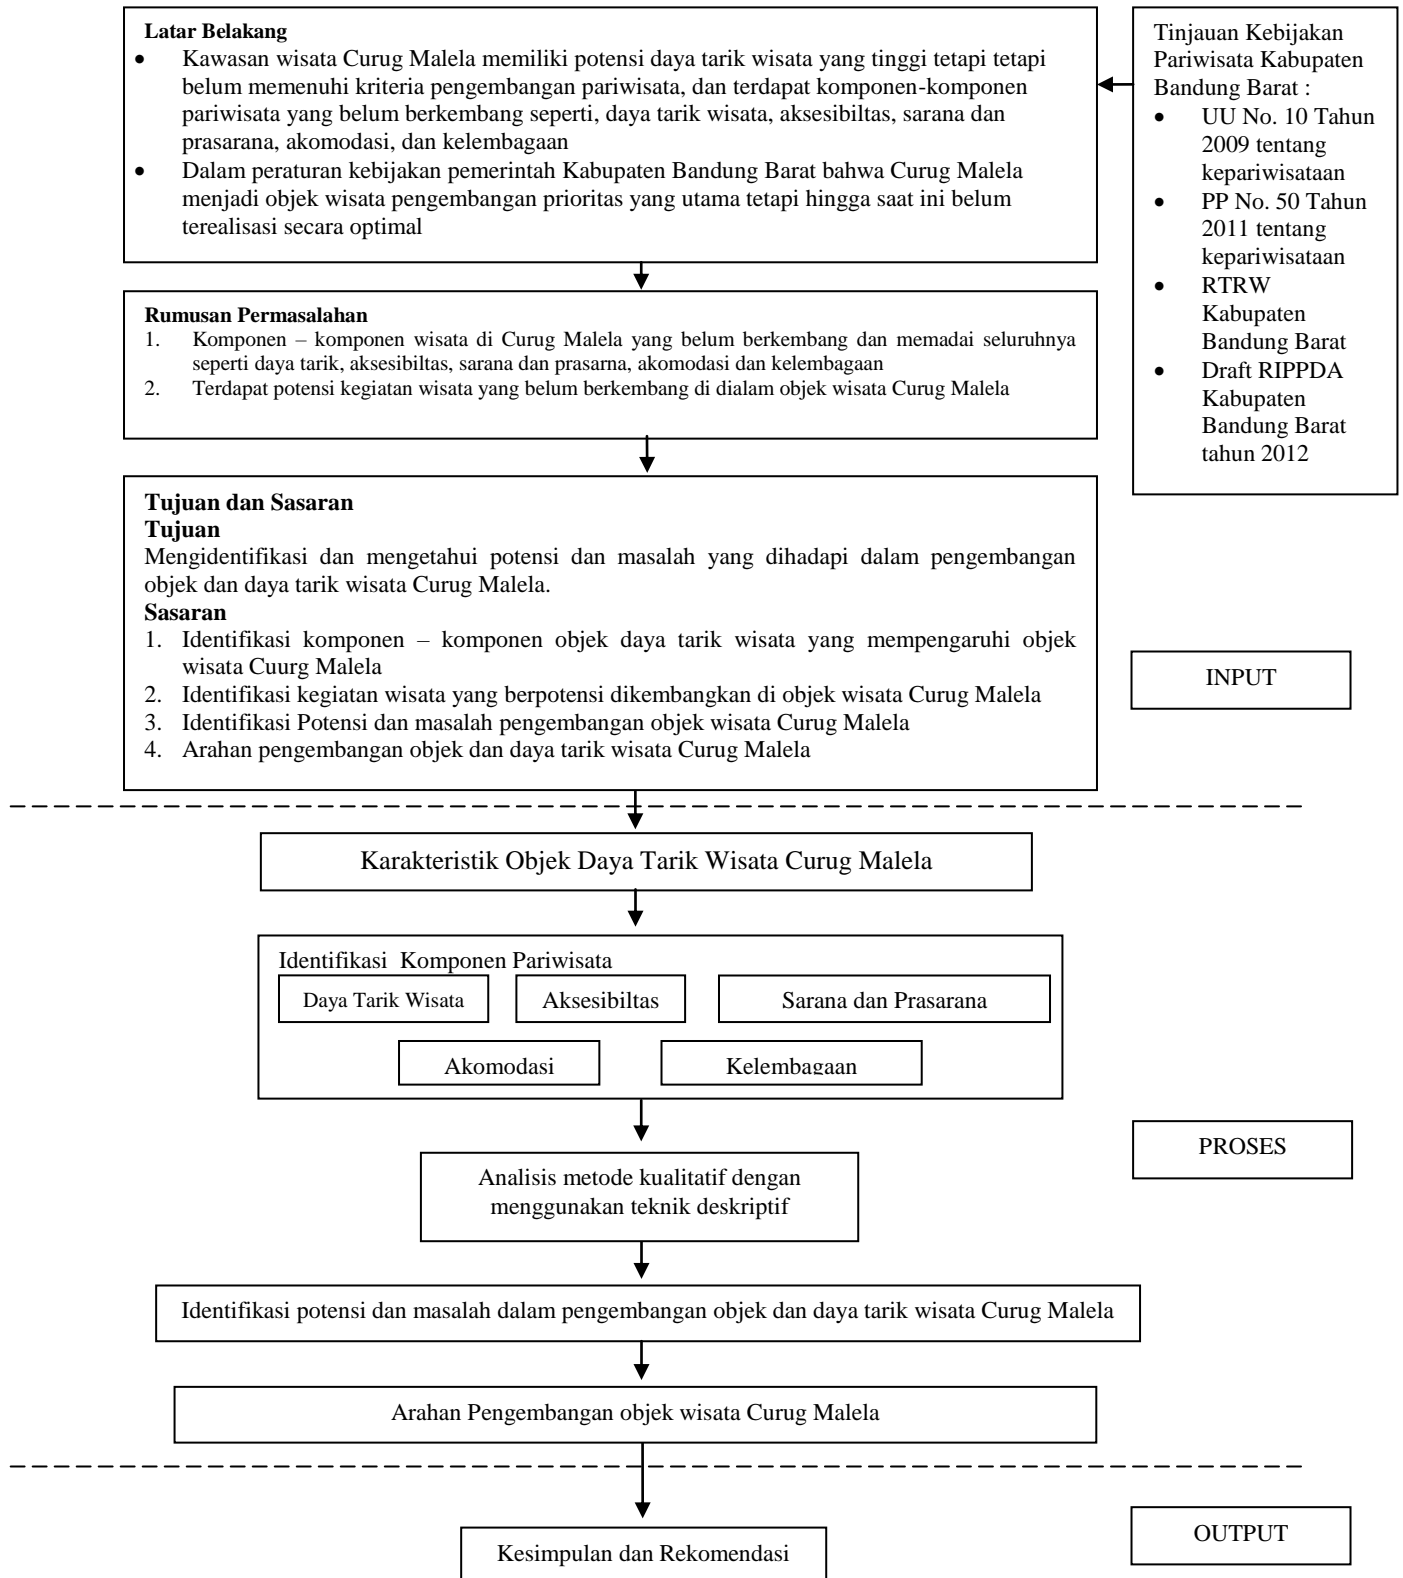 Latar Belakang
• Kawasan wisata Curug Malela memiliki potensi daya tarik wisata yang tinggi tetapi tetapi
belum memenuhi kriteria pengembangan pariwisata, dan terdapat komponen-komponen
pariwisata yang belum berkembang seperti, daya tarik wisata, aksesibiltas, sarana dan
prasarana, akomodasi, dan kelembagaan
• Dalam peraturan kebijakan pemerintah Kabupaten Bandung Barat bahwa Curug Malela
menjadi objek wisata pengembangan prioritas yang utama tetapi hingga saat ini belum
terealisasi secara optimal
Tinjauan Kebijakan
Pariwisata Kabupaten
Bandung Barat :
• UU No. 10 Tahun
2009 tentang
kepariwisataan
• PP No. 50 Tahun
2011 tentang
kepariwisataan
• RTRW
Kabupaten
Bandung Barat
• Draft RIPPDA
Kabupaten
Bandung Barat
tahun 2012
Rumusan Permasalahan
1. Komponen – komponen wisata di Curug Malela yang belum berkembang dan memadai seluruhnya
seperti daya tarik, aksesibiltas, sarana dan prasarna, akomodasi dan kelembagaan
2. Terdapat potensi kegiatan wisata yang belum berkembang di dialam objek wisata Curug Malela
Tujuan dan Sasaran
Tujuan
Mengidentifikasi dan mengetahui potensi dan masalah yang dihadapi dalam pengembangan
objek dan daya tarik wisata Curug Malela.
Sasaran
1. Identifikasi komponen – komponen objek daya tarik wisata yang mempengaruhi objek
wisata Cuurg Malela
2. Identifikasi kegiatan wisata yang berpotensi dikembangkan di objek wisata Curug Malela
3. Identifikasi Potensi dan masalah pengembangan objek wisata Curug Malela
4. Arahan pengembangan objek dan daya tarik wisata Curug Malela
INPUT
Karakteristik Objek Daya Tarik Wisata Curug Malela
Identifikasi Komponen Pariwisata
Daya Tarik Wisata
Aksesibiltas
Sarana dan Prasarana
Akomodasi
Kelembagaan
PROSES
Analisis metode kualitatif dengan
menggunakan teknik deskriptif
Identifikasi potensi dan masalah dalam pengembangan objek dan daya tarik wisata Curug Malela
Arahan Pengembangan objek wisata Curug Malela
OUTPUT
Kesimpulan dan Rekomendasi